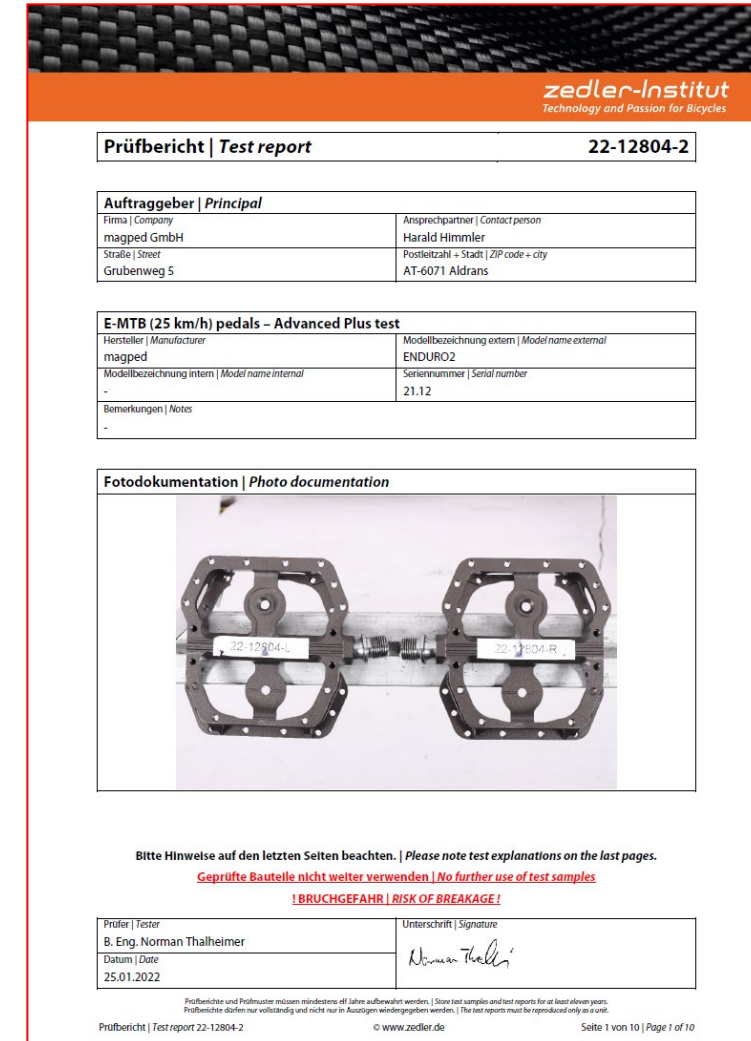 zedler-Institut
Technology and Passion for Bicycles
Prüfbericht | Test report 22-12804-2
Auftraggeber | Principal
Firma | Company Ansprechpartner | Contact person
magped GmbH Harald Himmler
Straße | Street Postleitzahl + Stadt | ZIP code + city
Grubenweg 5 AT-6071 Aldrans
E-MTB (25 km/h) pedals – Advanced Plus test
Hersteller | Manufacturer Modellbezeichnung extern | Model name external
magped ENDURO2
Modellbezeichnung intern | Model name internal Seriennummer | Serial number
- 21.12
Bemerkungen | Notes
-
Fotodokumentation | Photo documentation
22-12804-L 22-12804-R
Bitte Hinweise auf den letzten Seiten beachten. | Please note test explanations on the last pages.
Geprüfte Bauteile nicht weiter verwenden | No further use of test samples
! BRUCHGEFAHR | RISK OF BREAKAGE !
Prüfer | Tester Unterschrift | Signature
B. Eng. Norman Thalheimer
Datum | Date
25.01.2022
Prüfberichte und Prüfmuster müssen mindestens elf Jahre aufbewahrt werden. | Store test samples and test reports for at least eleven years.
Prüfberichte dürfen nur vollständig und nicht nur in Auszügen wiedergegeben werden. | The test reports must be reproduced only as a unit.
Prüfbericht | Test report 22-12804-2 © www.zedler.de Seite 1 von 10 | Page 1 of 10